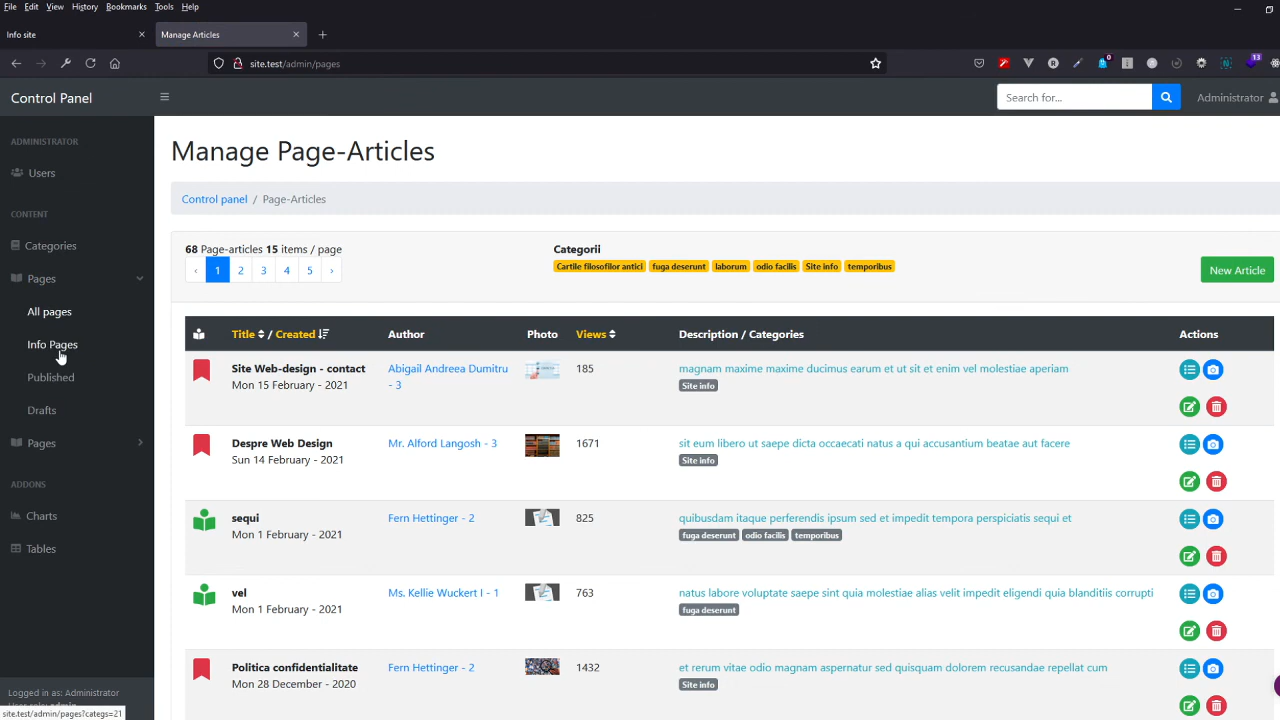 File Edit View History Bookmarks Tools Help
Info site
Manage Articles
site.test/admin/pages
0
13
Control Panel
Search for...
Administrator
ADMINISTRATOR
Users
CONTENT
Categories
Pages
All pages
Info Pages
Published
Drafts
Pages
ADDONS
Charts
Tables
Logged in as: Administrator
site.test/admin/pages?categs=21
Manage Page-Articles
Control panel / Page-Articles
68 Page-articles 15 items / page
‹ 1 2 3 4 5 ›
Categorii
Cartile filosofilor antici fuga deserunt laborum odio facilis Site info temporibus
New Article
Title / Created Author Photo Views Description / Categories Actions
Site Web-design - contact
Mon 15 February - 2021
Abigail Andreea Dumitru
- 3
185
magnam maxime maxime ducimus earum et ut sit et enim vel molestiae aperiam
Site info
Despre Web Design
Sun 14 February - 2021
Mr. Alford Langosh - 3
1671
sit eum libero ut saepe dicta occaecati natus a qui accusantium beatae aut facere
Site info
sequi
Mon 1 February - 2021
Fern Hettinger - 2
825
quibusdam itaque perferendis ipsum sed et impedit tempora perspiciatis sequi et
fuga deserunt odio facilis temporibus
vel
Mon 1 February - 2021
Ms. Kellie Wuckert I - 1
763
natus labore voluptate saepe sint quia molestiae alias velit impedit eligendi quia blanditiis corrupti
fuga deserunt
Politica confidentialitate
Mon 28 December - 2020
Fern Hettinger - 2
1432
et rerum vitae odio magnam aspernatur sed quisquam dolorem recusandae repellat cum
Site info